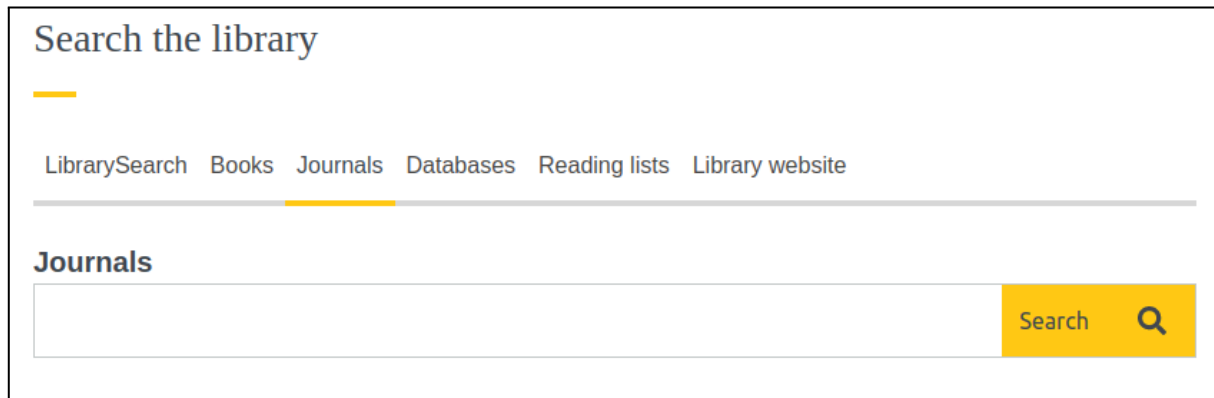 Search the library
LibrarySearch Books Journals Databases Reading lists Library website
Journals
Search